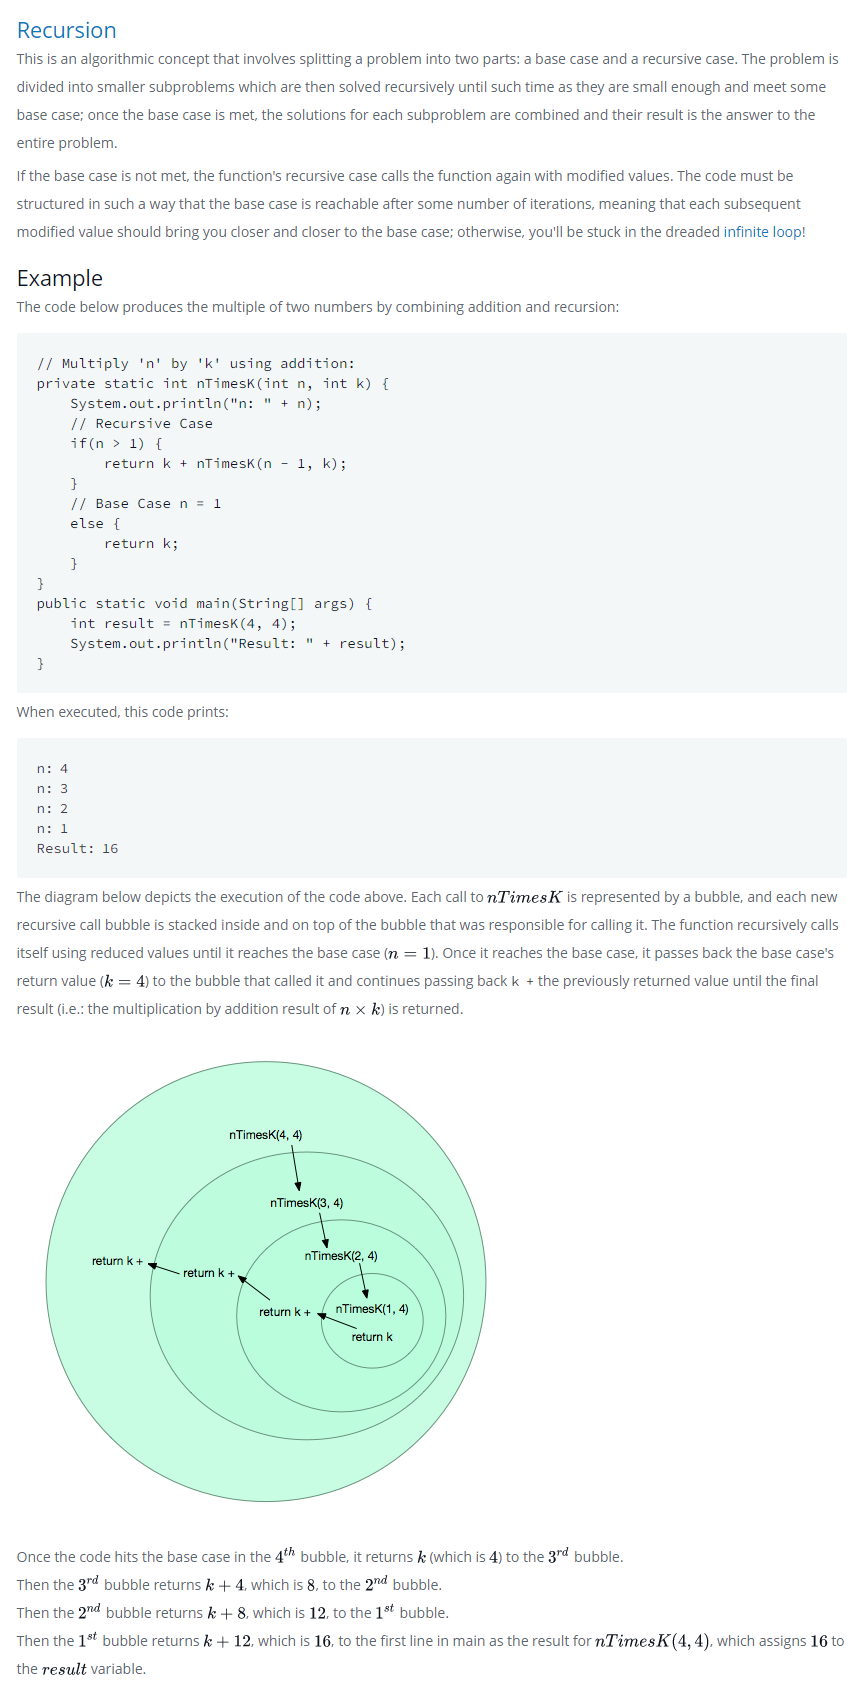 Recursion
This is an algorithmic concept that involves splitting a problem into two parts: a base case and a recursive case. The problem is
divided into smaller subproblems which are then solved recursively until such time as they are small enough and meet some
base case; once the base case is met, the solutions for each subproblem are combined and their result is the answer to the
entire problem.
If the base case is not met, the function's recursive case calls the function again with modified values. The code must be
structured in such a way that the base case is reachable after some number of iterations, meaning that each subsequent
modified value should bring you closer and closer to the base case; otherwise, you'll be stuck in the dreaded infinite loop!
Example
The code below produces the multiple of two numbers by combining addition and recursion:
// Multiply 'n' by 'k' using addition:
private static int nTimesK(int n, int k) {
    System.out.println("n: " + n);
    // Recursive Case
    if(n > 1) {
        return k + nTimesK(n - 1, k);
    }
    // Base Case n = 1
    else {
        return k;
    }
}
public static void main(String[] args) {
    int result = nTimesK(4, 4);
    System.out.println("Result: " + result);
}
When executed, this code prints:
n: 4
n: 3
n: 2
n: 1
Result: 16
The diagram below depicts the execution of the code above. Each call to nTimesK is represented by a bubble, and each new
recursive call bubble is stacked inside and on top of the bubble that was responsible for calling it. The function recursively calls
itself using reduced values until it reaches the base case (n = 1). Once it reaches the base case, it passes back the base case's
return value (k = 4) to the bubble that called it and continues passing back k + the previously returned value until the final
result (i.e.: the multiplication by addition result of n × k) is returned.
nTimesK(4, 4)
nTimesK(3, 4)
nTimesK(2, 4)
return k +
return k +
nTimesK(1, 4)
return k +
return k
Once the code hits the base case in the 4th bubble, it returns k (which is 4) to the 3rd bubble.
Then the 3rd bubble returns k + 4, which is 8, to the 2nd bubble.
Then the 2nd bubble returns k + 8, which is 12, to the 1st bubble.
Then the 1st bubble returns k + 12, which is 16, to the first line in main as the result for nTimesK(4, 4), which assigns 16 to
the result variable.